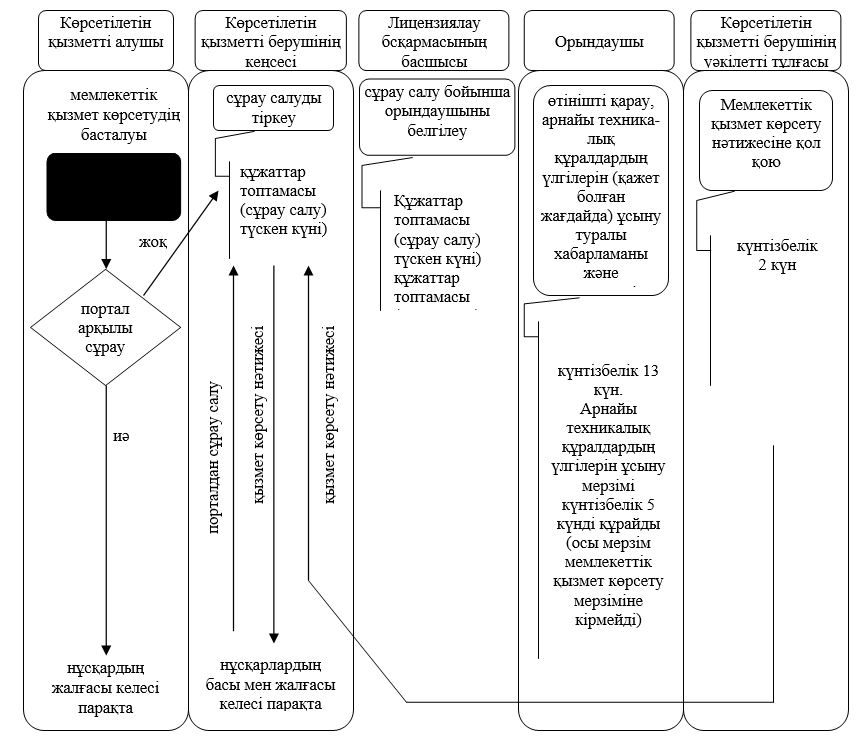 Көрсетілетін
қызметті алушы
Көрсетілетін
қызметті берушінің
кеңсесі
Лицензиялау
бсқармасының
басшысы
Орындаушы
Көрсетілетін
қызметті берушінің
уәкілетті тұлғасы
мемлекеттік
қызмет көрсетудің
басталуы
жоқ
портал
арқылы
сұрау
иә
нұсқардың
жалғасы келесі
парақта
сұрау салуды
тіркеу
құжаттар
топтамасы
(сұрау салу)
түскен күні)
порталдан сұрау салу
қызмет көрсету нәтижесі
қызмет көрсету нәтижесі
нұсқарлардың
басы мен жалғасы
келесі парақта
сұрау салу бойынша
орындаушыны
белгілеу
Құжаттар
топтамасы
(сұрау салу)
түскен күні)
құжаттар
топтамасы
өтінішті қарау,
арнайы техника-
лық
құралдардың
үлгілерін (қажет
болған
жағдайда) ұсыну
туралы
хабарламаны
және
күнтізбелік 13
күн.
Арнайы
техникалық
құралдардың
үлгілерін ұсыну
мерзімі
күнтізбелік 5
күнді құрайды
(осы мерзім
мемлекеттік
қызмет көрсету
мерзіміне
кірмейді)
Мемлекеттік
қызмет көрсету
нәтижесіне қол
қою
күнтізбелік
2 күн